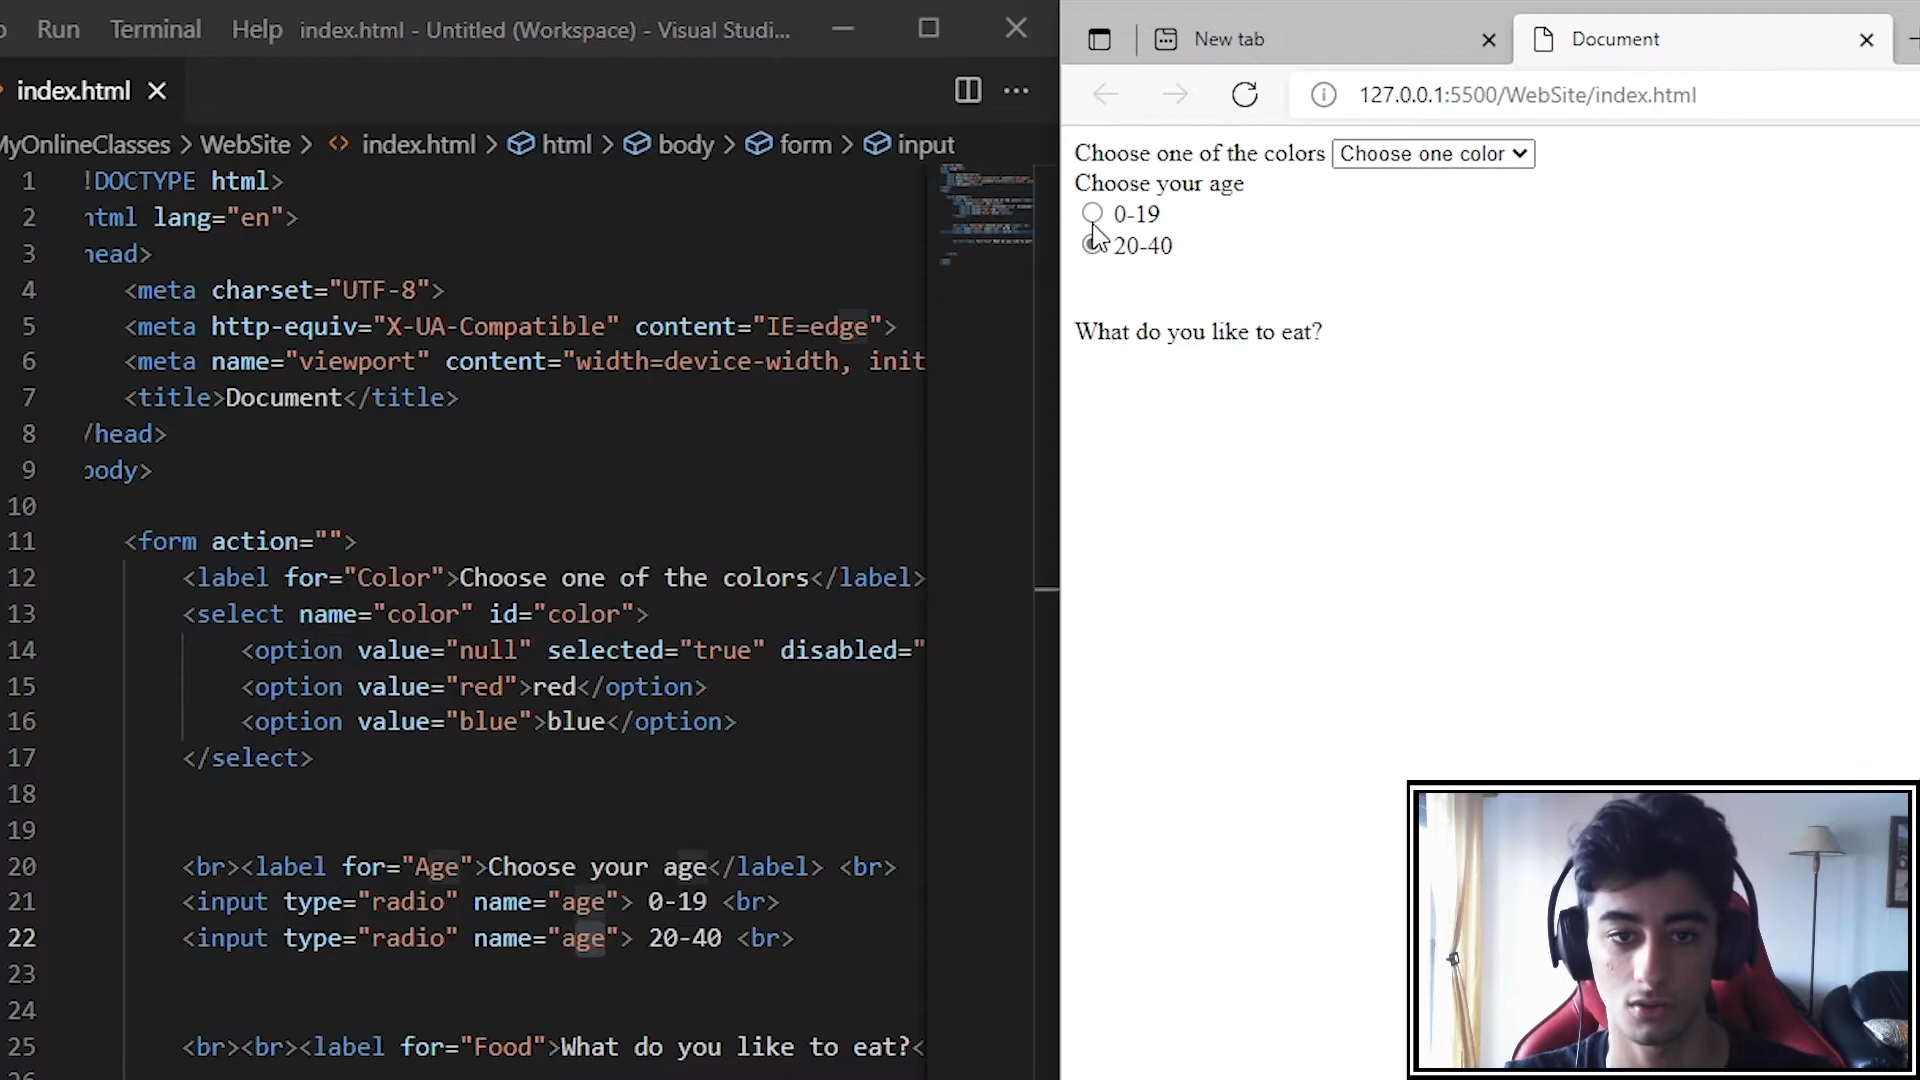 Run Terminal Help index.html - Untitled (Workspace) - Visual Studi...
New tab
Document
index.html
127.0.0.1:5500/WebSite/index.html
MyOnlineClasses > WebSite > <> index.html > html > body > form > input
1 !DOCTYPE html>
2 html lang="en">
3 head>
4 <meta charset="UTF-8">
5 <meta http-equiv="X-UA-Compatible" content="IE=edge">
6 <meta name="viewport" content="width=device-width, init
7 <title>Document</title>
8 /head>
9 body>
10
11 <form action="">
12 <label for="Color">Choose one of the colors</label>
13 <select name="color" id="color">
14 <option value="null" selected="true" disabled="
15 <option value="red">red</option>
16 <option value="blue">blue</option>
17 </select>
18
19
20 <br><label for="Age">Choose your age</label> <br>
21 <input type="radio" name="age"> 0-19 <br>
22 <input type="radio" name="age"> 20-40 <br>
23
24
25 <br><br><label for="Food">What do you like to eat?<
26
Choose one of the colors Choose one color
Choose your age
0-19
20-40
What do you like to eat?